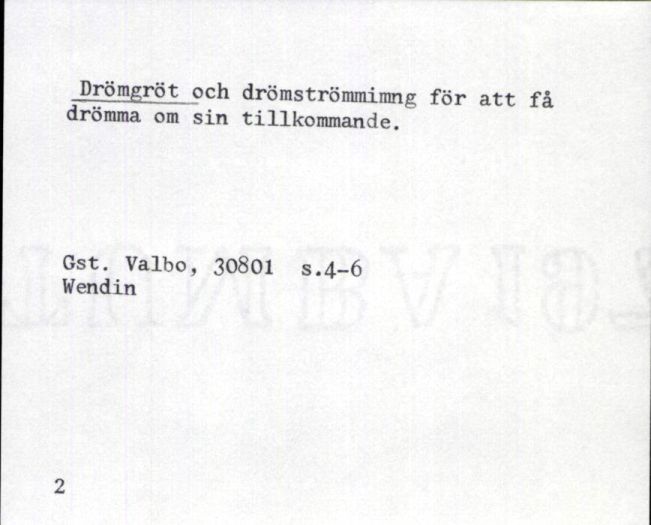 Drömgröt och drömströmmimng för att få
drömma om sin tillkommande.
Gst. Valbo, 30801 s.4-6
Wendin
2